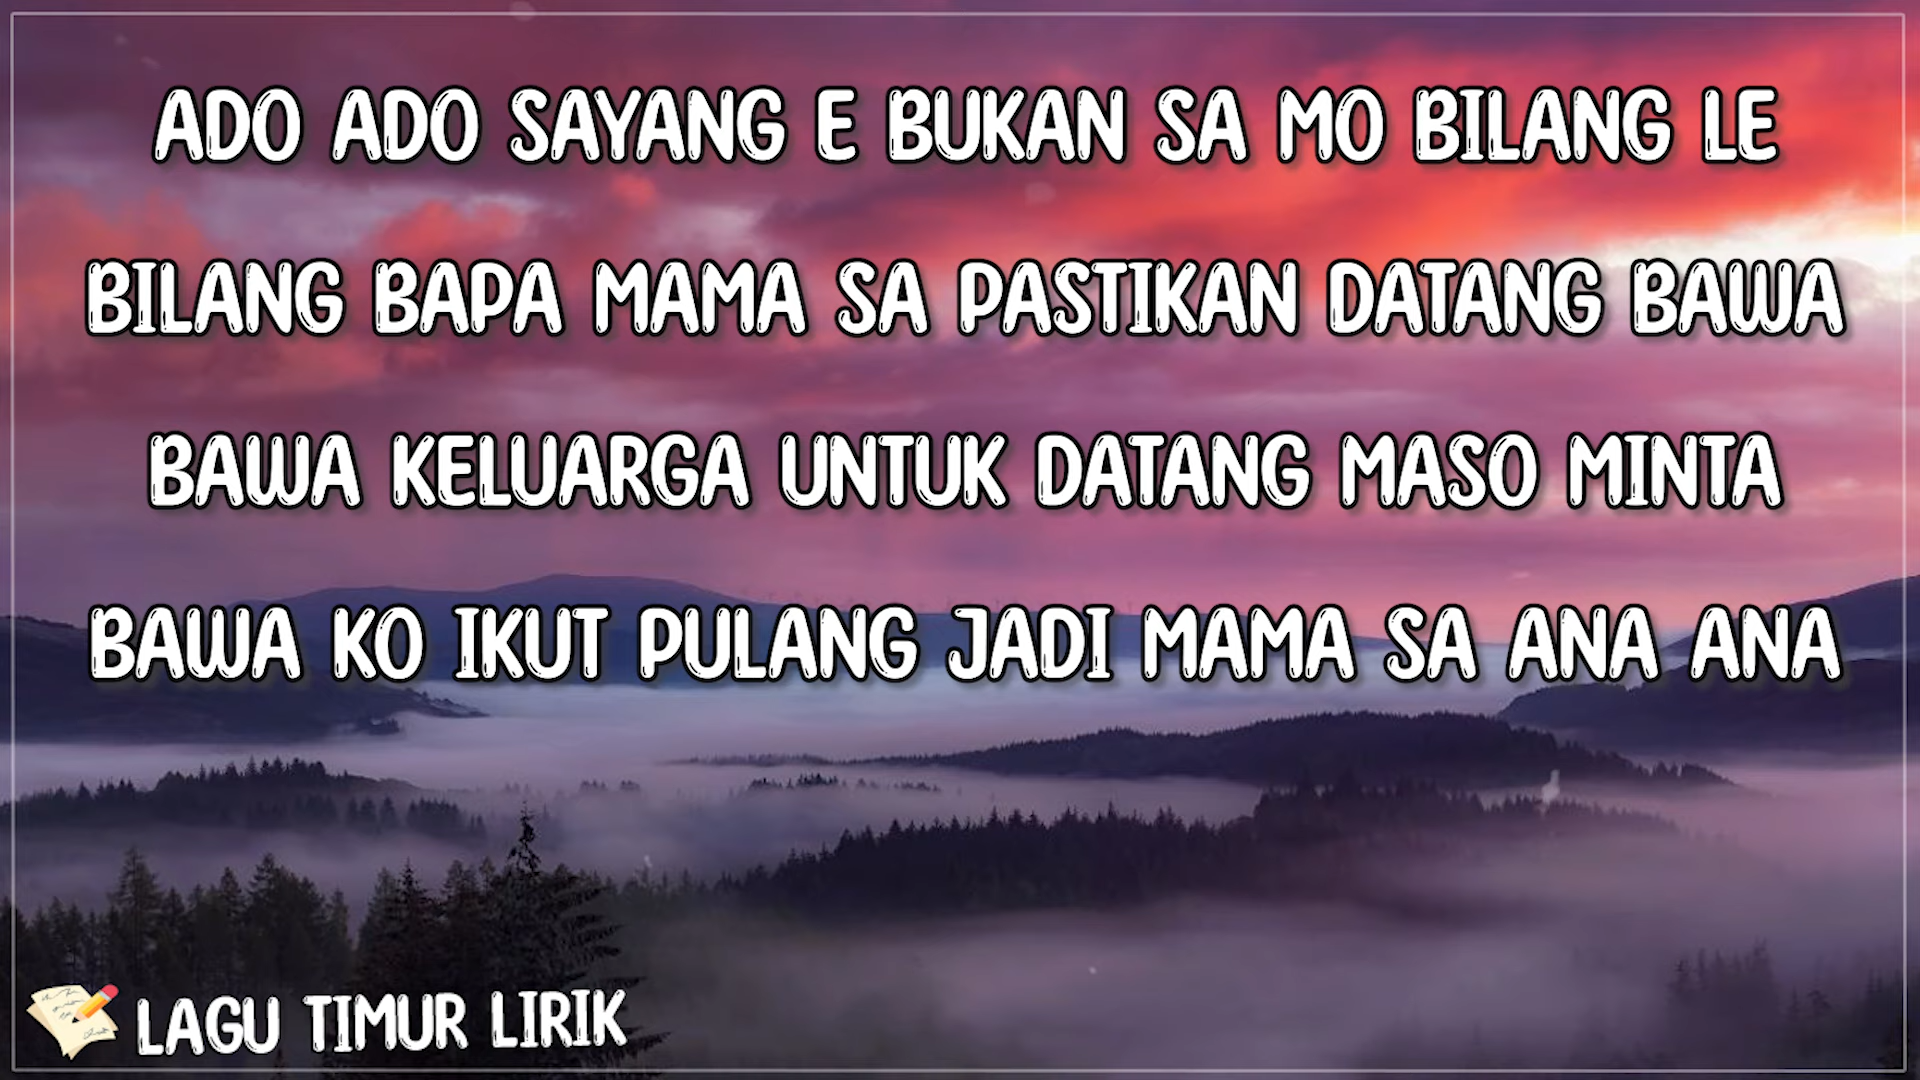 ADO ADO SAYANG E BUKAN SA MO BILANG LE
BILANG BAPA MAMA SA PASTIKAN DATANG BAWA
BAWA KELUARGA UNTUK DATANG MASO MINTA
BAWA KO IKUT PULANG JADI MAMA SA ANA ANA
LAGU TIMUR LIRIK